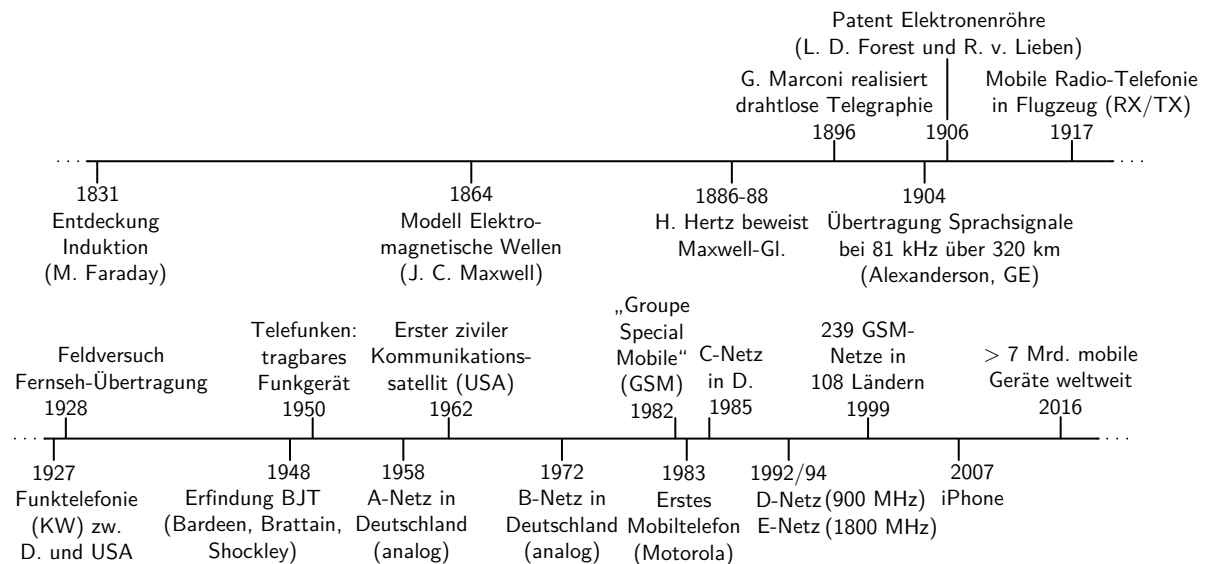 Patent Elektronenröhre
(L. D. Forest und R. v. Lieben)
G. Marconi realisiert
drahtlose Telegraphie
1896
1906
Mobile Radio-Telefonie
in Flugzeug (RX/TX)
1917
1831
Entdeckung
Induktion
(M. Faraday)
1864
Modell Elektro-
magnetische Wellen
(J. C. Maxwell)
1886-88
H. Hertz beweist
Maxwell-Gl.
1904
Übertragung Sprachsignale
bei 81 kHz über 320 km
(Alexanderson, GE)
Feldversuch
Fernseh-Übertragung
1928
Telefunken:
tragbares
Funkgerät
1950
Erster ziviler
Kommunikations-
satellit (USA)
1962
„Groupe
Special
Mobile“
(GSM)
1982
C-Netz
in D.
1985
239 GSM-
Netze in
108 Ländern
1999
> 7 Mrd. mobile
Geräte weltweit
2016
1927
Funktelefonie
(KW) zw.
D. und USA
1948
Erfindung BJT
(Bardeen, Brattain,
Shockley)
1958
A-Netz in
Deutschland
(analog)
1972
B-Netz in
Deutschland
(analog)
1983
Erstes
Mobiltelefon
(Motorola)
1992/94
D-Netz (900 MHz)
E-Netz (1800 MHz)
2007
iPhone